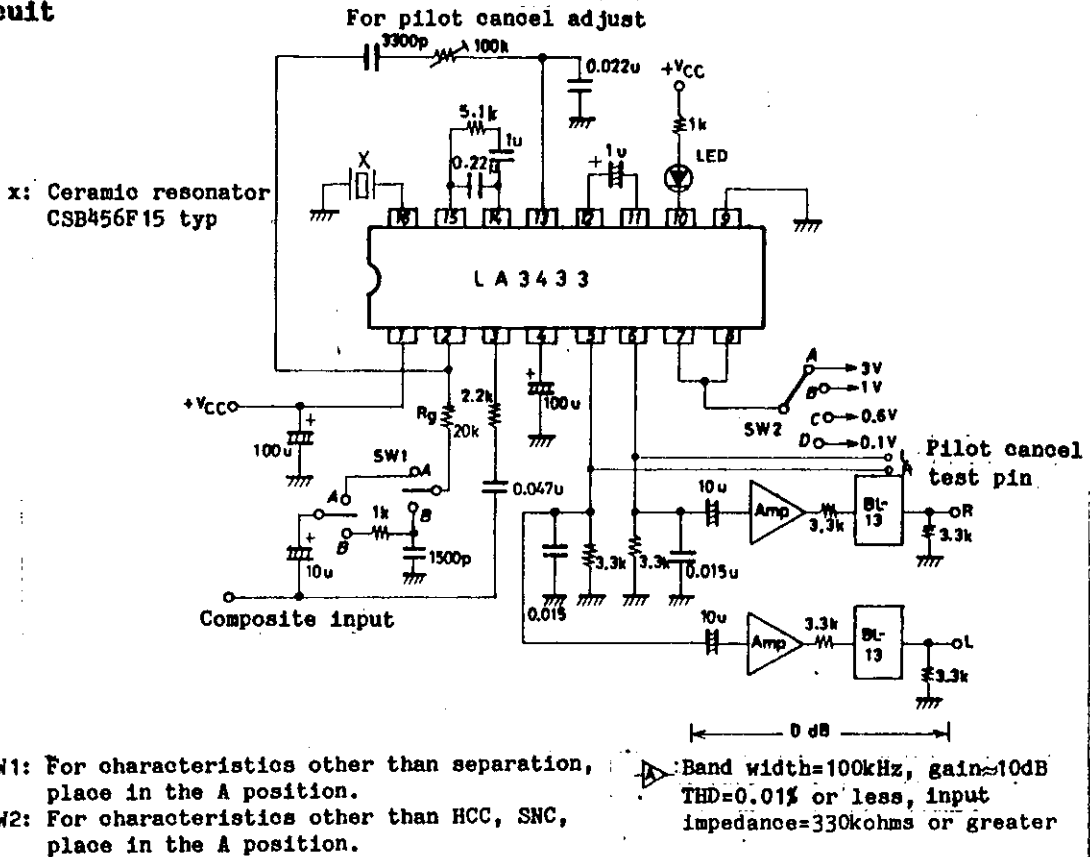 cuit
For pilot cancel adjust
3300p
100k
0.022u
+VCC
1k
LED
5.1k
1u
0.22μ
+ 1u
X
x: Ceramic resonator
CSB456F15 typ
16 15 14 13 12 11 10 9
LA3433
1 2 3 4 5 6 7 8
+VCC
+
100u
Rg
20k
2.2k
+
100u
SW1
A
A
B
B
1k
1500p
0.047u
+
10u
Composite input
SW2
A
3V
B
1V
C
0.6V
D
0.1V
Pilot cancel
test pin
10u
Amp
3.3k
BL-
13
R
3.3k
3.3k
3.3k
0.015u
0.015
10u
Amp
3.3k
BL-
13
L
3.3k
0 dB
W1: For characteristics other than separation,
place in the A position.
W2: For characteristics other than HCC, SNC,
place in the A position.
A :Band width=100kHz, gain≈10dB
THD=0.01% or less, input
impedance=330kohms or greater